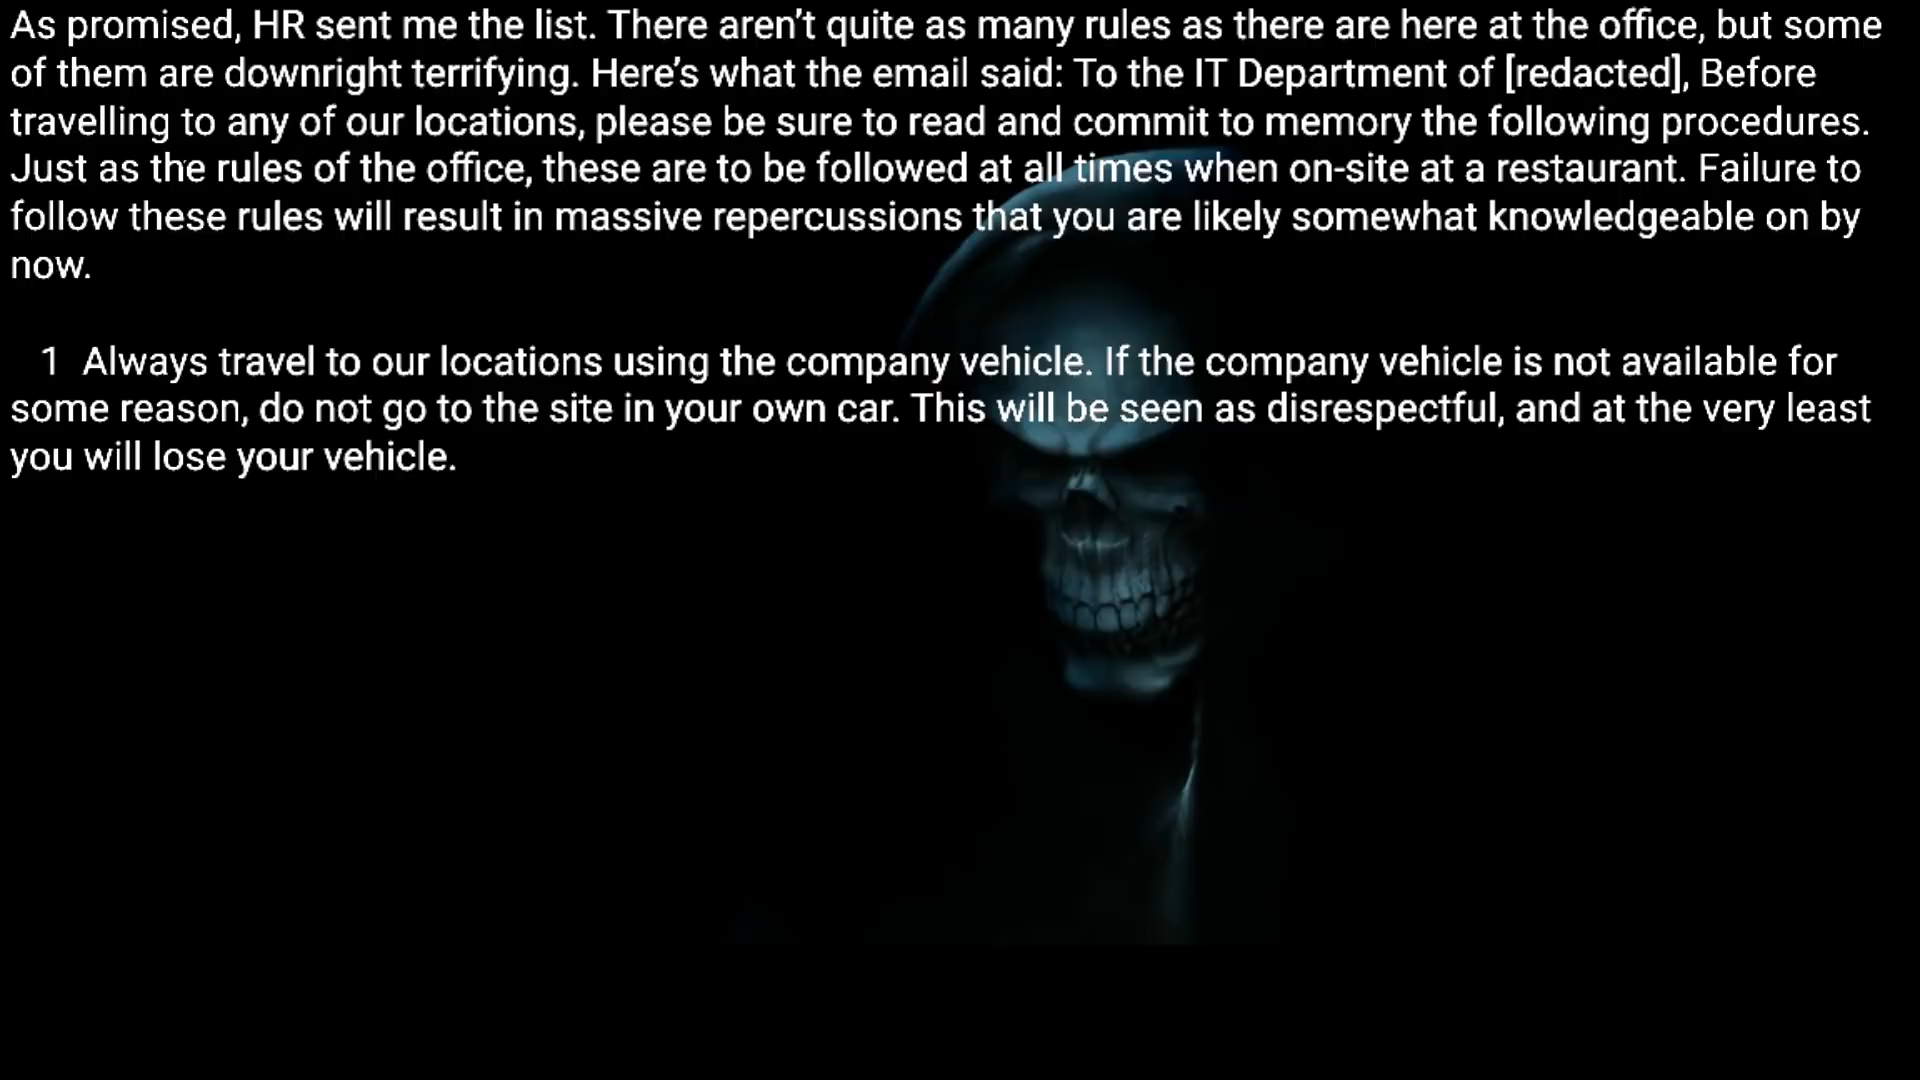 As promised, HR sent me the list. There aren’t quite as many rules as there are here at the office, but some
of them are downright terrifying. Here’s what the email said: To the IT Department of [redacted], Before
travelling to any of our locations, please be sure to read and commit to memory the following procedures.
Just as the rules of the office, these are to be followed at all times when on-site at a restaurant. Failure to
follow these rules will result in massive repercussions that you are likely somewhat knowledgeable on by
now.
1 Always travel to our locations using the company vehicle. If the company vehicle is not available for
some reason, do not go to the site in your own car. This will be seen as disrespectful, and at the very least
you will lose your vehicle.